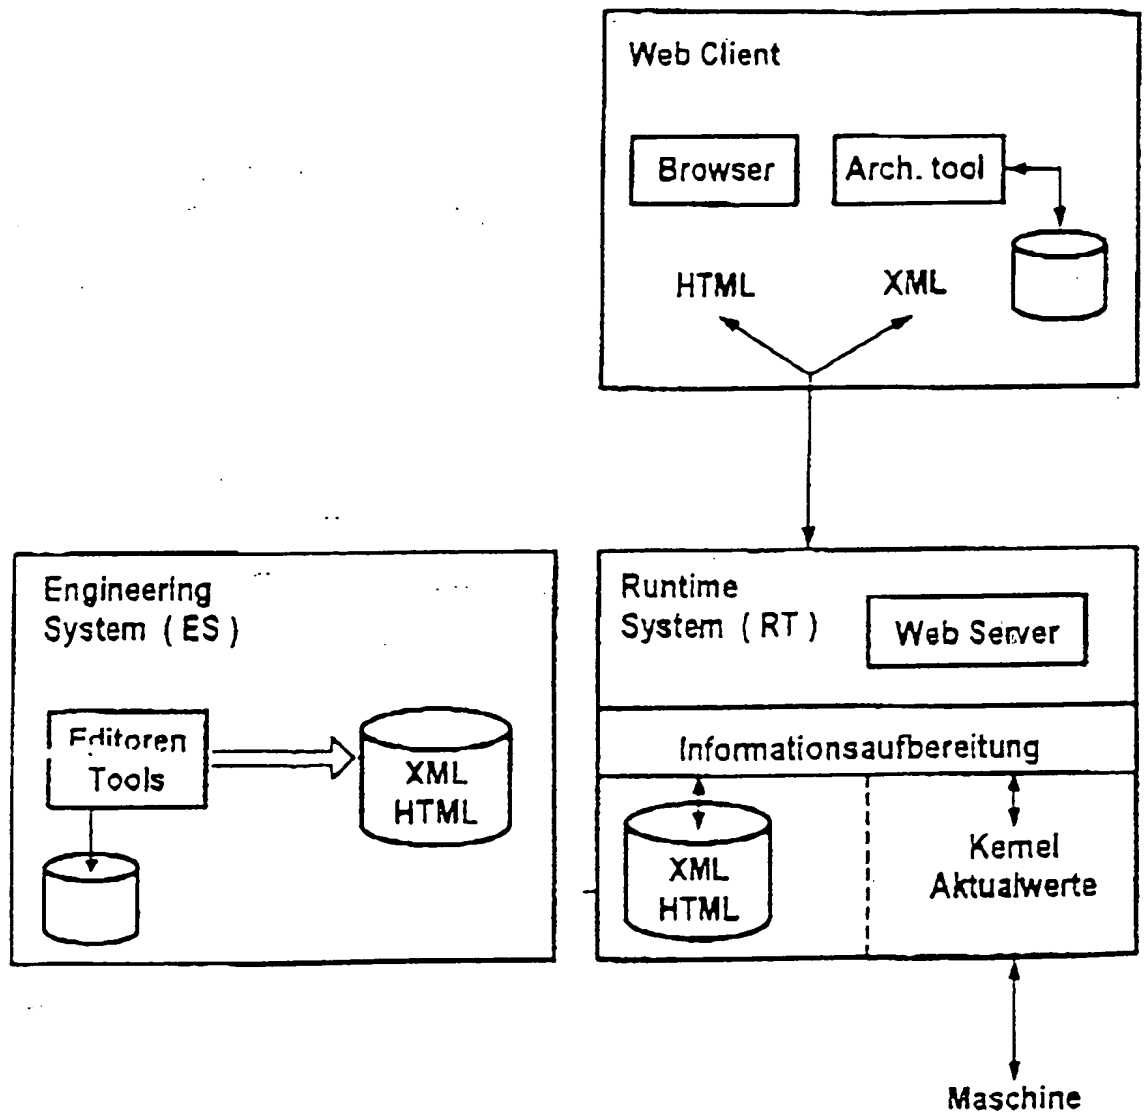 Web Client
Browser
Arch. tool
HTML
XML
Engineering
System ( ES )
Editoren
Tools
XML
HTML
Runtime
System ( RT )
Web Server
Informationsaufbereitung
XML
HTML
Kernel
Aktualwerte
Maschine